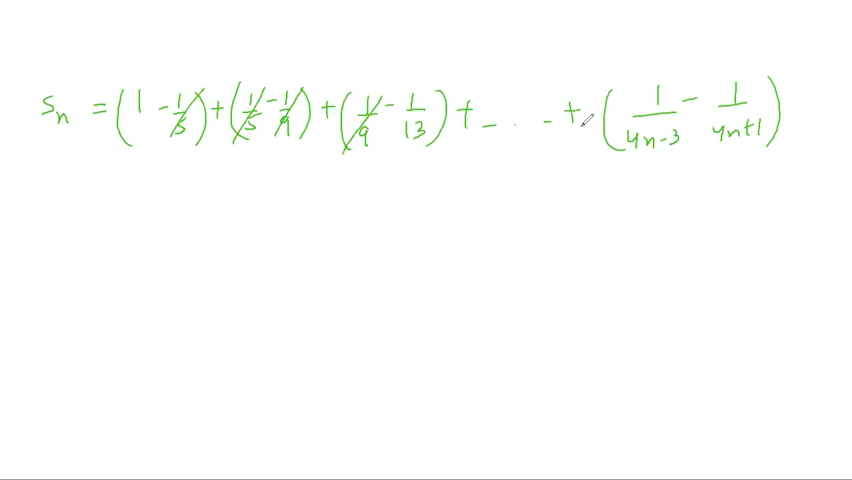 Sn = (1 - 1/5) + (1/5 - 1/9) + (1/9 - 1/13) + - . . - + (1/4n-3 - 1/4n+1)